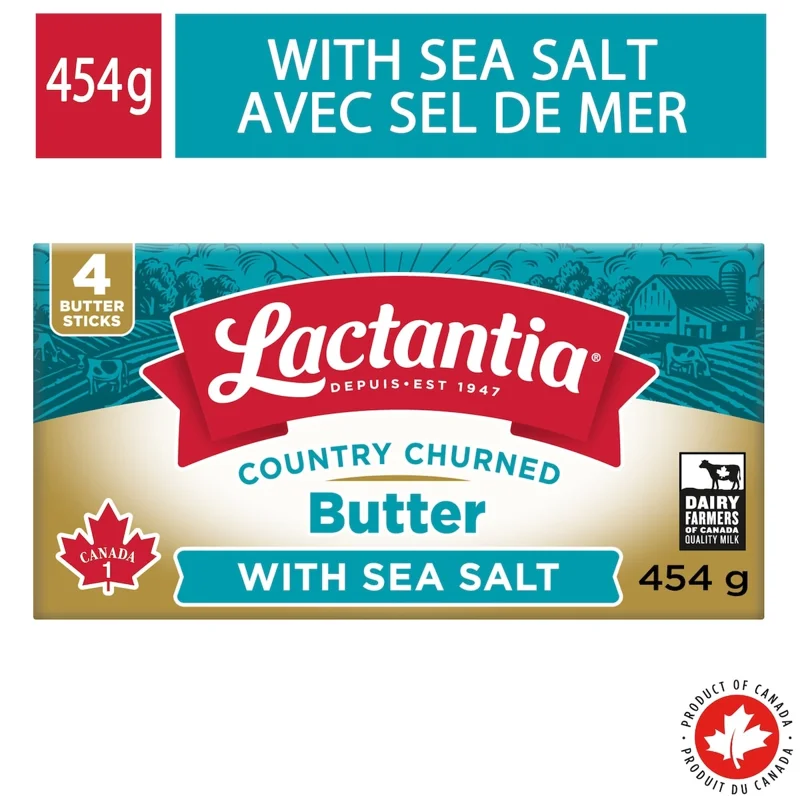 454g
WITH SEA SALT
AVEC SEL DE MER
4
BUTTER
STICKS
Lactantia®
DEPUIS•EST 1947
COUNTRY CHURNED
Butter
WITH SEA SALT
CANADA
1
DAIRY
FARMERS
OF CANADA
QUALITY MILK
454 g
• PRODUCT OF CANADA •
PRODUIT DU CANADA